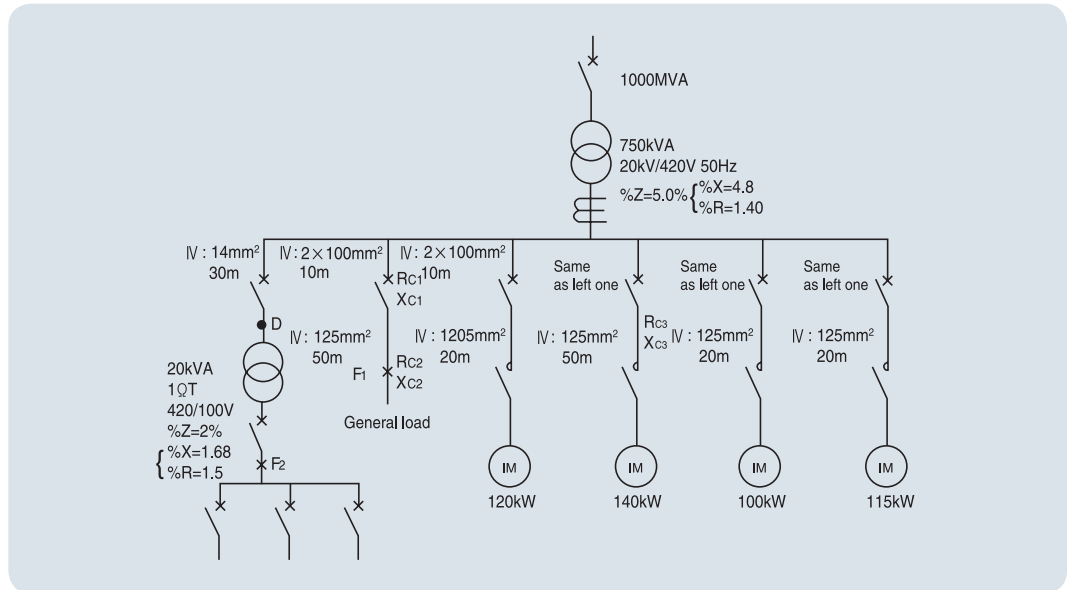 1000MVA
750kVA
20kV/420V 50Hz
%Z=5.0% { %X=4.8
%R=1.40
IV : 14mm²
30m
IV : 2×100mm²
10m
RC1
XC1
IV : 2×100mm²
10m
Same
as left one
Same
as left one
Same
as left one
D
IV : 125mm²
50m
F1
RC2
XC2
General load
IV : 1205mm²
20m
IV : 125mm²
50m
RC3
XC3
IV : 125mm²
20m
IV : 125mm²
20m
20kVA
1ϘT
420/100V
%Z=2%
{ %X=1.68
%R=1.5
F2
IM
120kW
IM
140kW
IM
100kW
IM
115kW